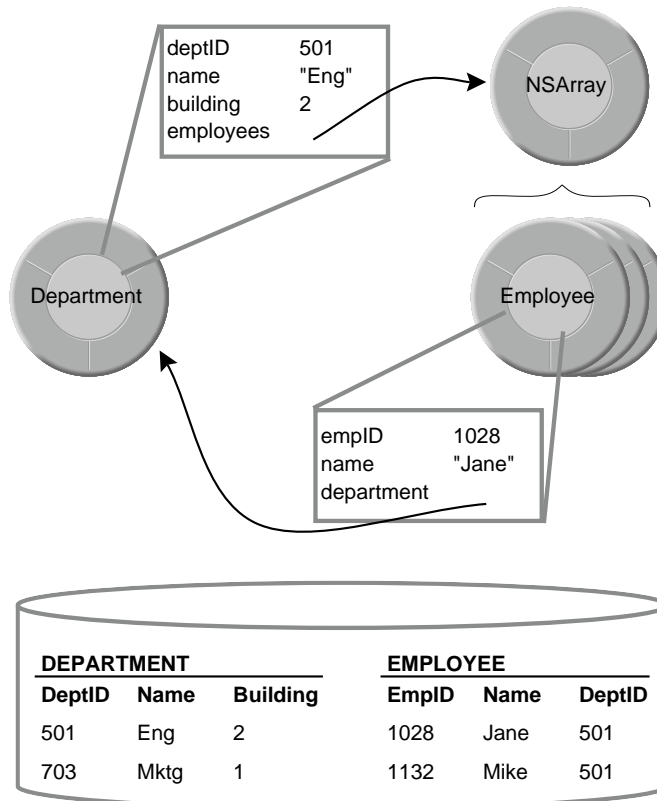 deptID 501
name "Eng"
building 2
employees
NSArray
Department
Employee
empID 1028
name "Jane"
department
DEPARTMENT
DeptID Name Building
501 Eng 2
703 Mktg 1
EMPLOYEE
EmpID Name DeptID
1028 Jane 501
1132 Mike 501